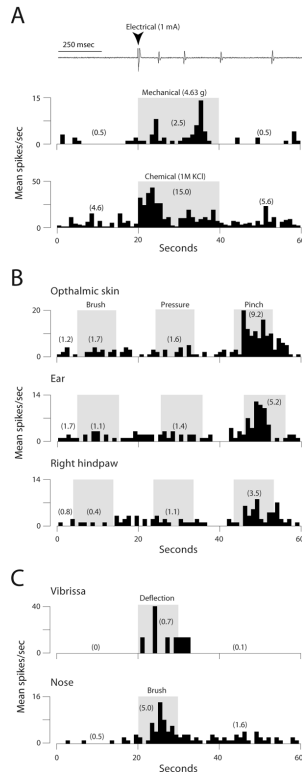 A
Electrical (1 mA)
250 msec
Mechanical (4.63 g)
15
0
(0.5)
(2.5)
(0.5)
Mean spikes/sec
Chemical (1M KCl)
50
0
(4.6)
(15.0)
(5.6)
0
20
40
60
Seconds
B
Opthalmic skin
Brush
Pressure
Pinch
20
0
(1.2)
(1.7)
(1.6)
(9.2)
Ear
14
0
(1.7)
(1.1)
(1.4)
(5.2)
Mean spikes/sec
Right hindpaw
14
0
(0.8)
(0.4)
(1.1)
(3.5)
0
20
40
60
Seconds
C
Vibrissa
Deflection
40
0
(0)
(0.7)
(0.1)
Mean spikes/sec
Nose
Brush
16
0
(0.5)
(5.0)
(1.6)
0
20
40
60
Seconds